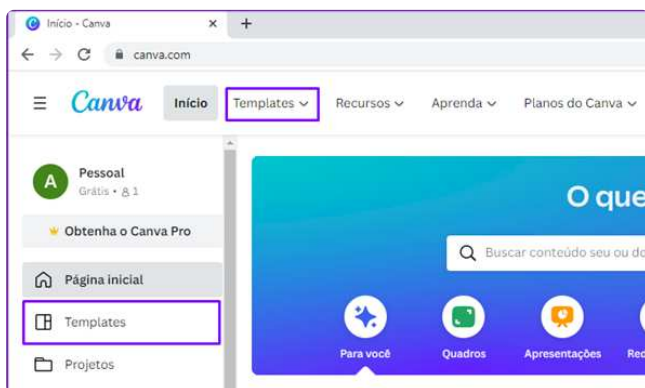 Início - Canva
canva.com
Canva Início Templates Recursos Aprenda Planos do Canva
A
Pessoal
Grátis • 1
Obtenha o Canva Pro
Página inicial
Templates
Projetos
O que
Buscar conteúdo seu ou do
Para você Quadros Apresentações Red